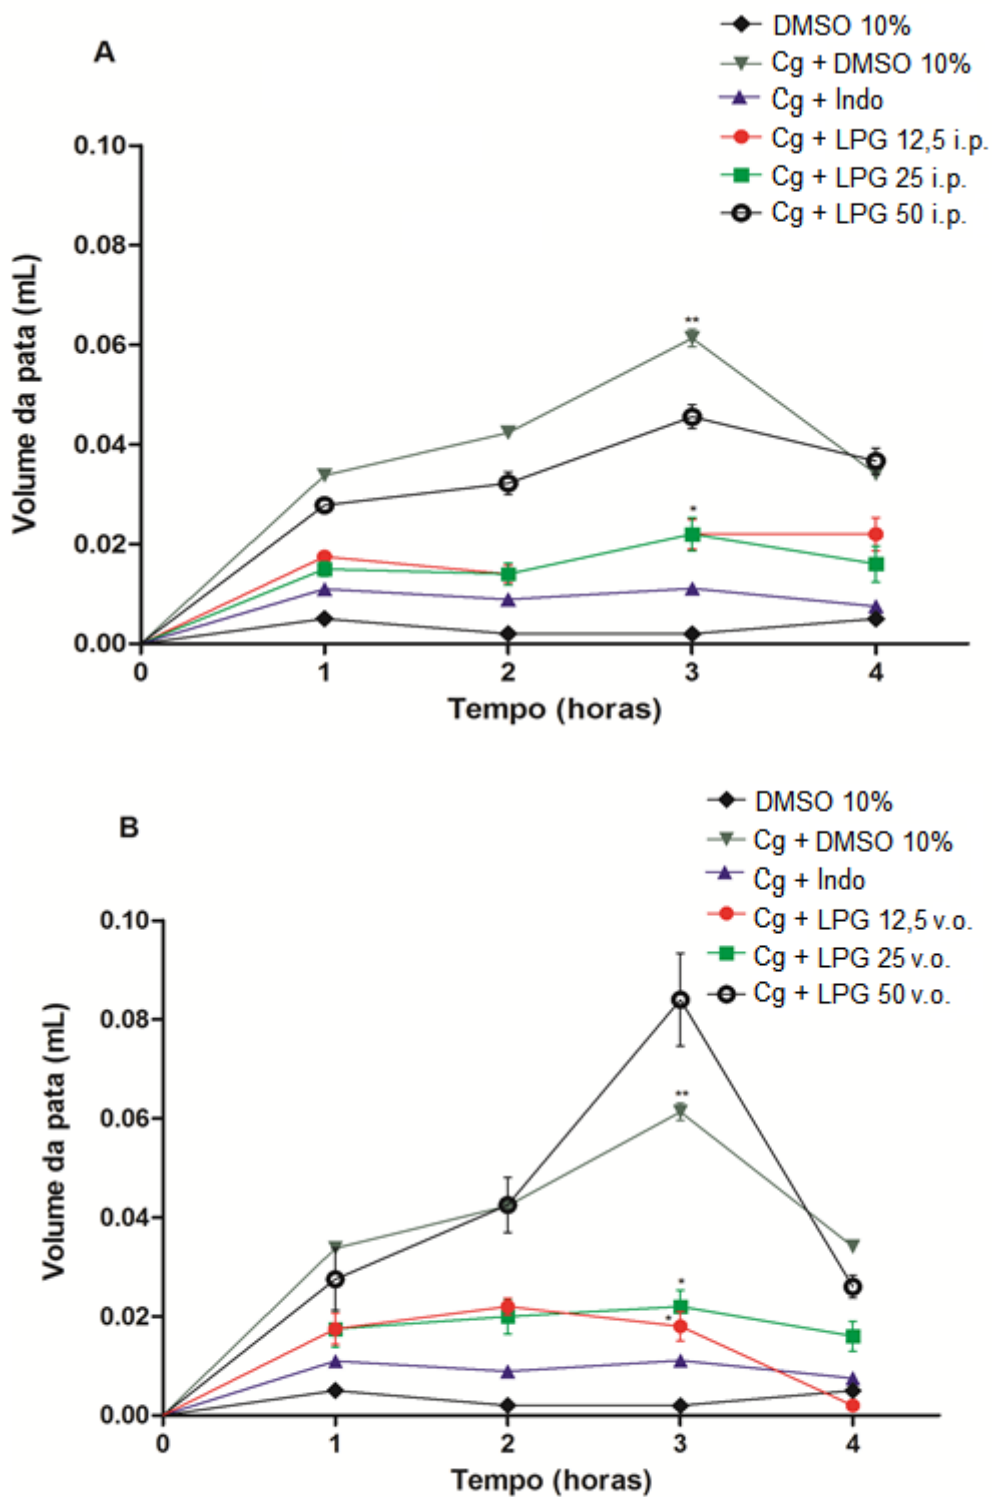 A
DMSO 10%
Cg + DMSO 10%
Cg + Indo
Cg + LPG 12,5 i.p.
Cg + LPG 25 i.p.
Cg + LPG 50 i.p.
Volume da pata (mL)
0.10
0.08
0.06
0.04
0.02
0.00
**
*
0 1 2 3 4
Tempo (horas)
B
DMSO 10%
Cg + DMSO 10%
Cg + Indo
Cg + LPG 12,5 v.o.
Cg + LPG 25 v.o.
Cg + LPG 50 v.o.
Volume da pata (mL)
0.10
0.08
0.06
0.04
0.02
0.00
**
*
*
0 1 2 3 4
Tempo (horas)